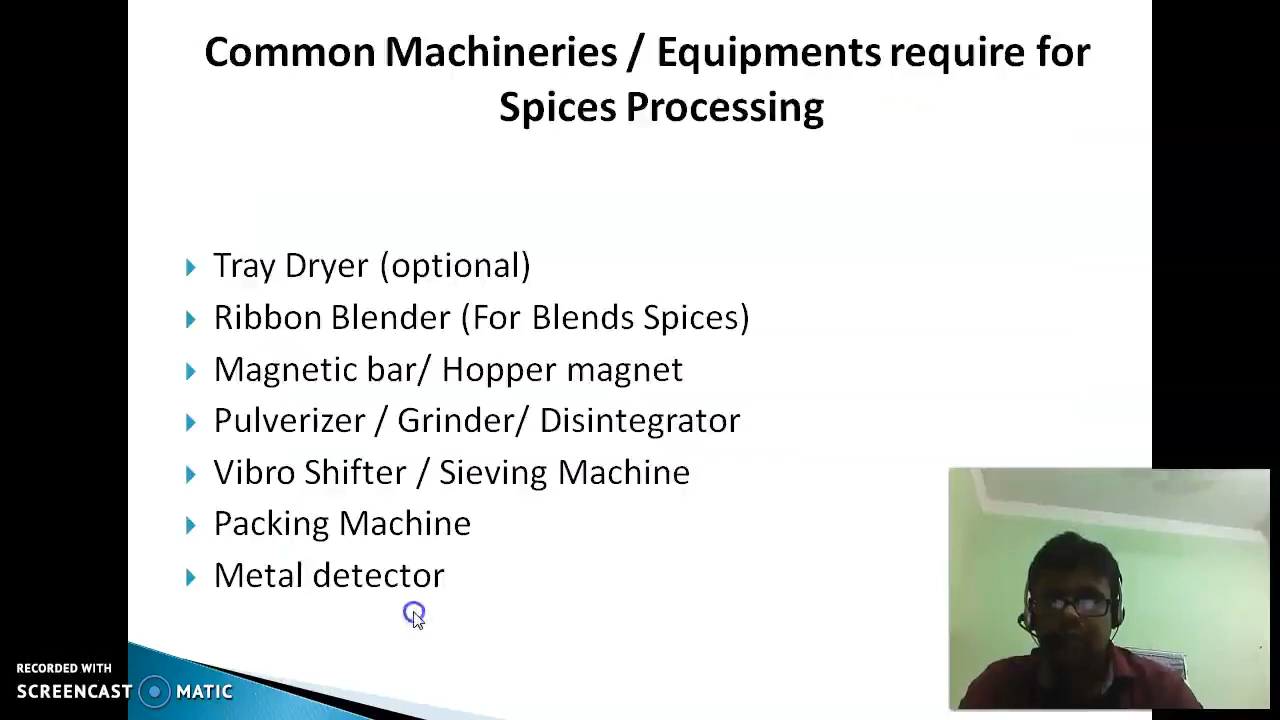 Common Machineries / Equipments require for
Spices Processing
Tray Dryer (optional)
Ribbon Blender (For Blends Spices)
Magnetic bar/ Hopper magnet
Pulverizer / Grinder/ Disintegrator
Vibro Shifter / Sieving Machine
Packing Machine
Metal detector
RECORDED WITH
SCREENCAST MATIC